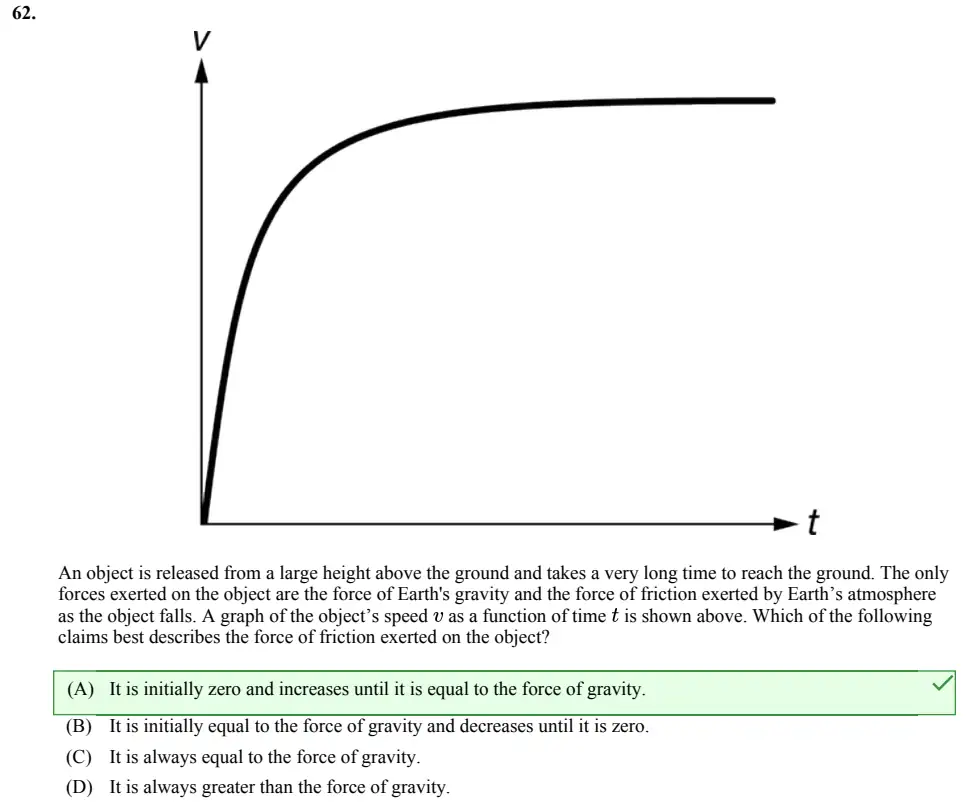 62.
v
t
An object is released from a large height above the ground and takes a very long time to reach the ground. The only
forces exerted on the object are the force of Earth's gravity and the force of friction exerted by Earth’s atmosphere
as the object falls. A graph of the object’s speed v as a function of time t is shown above. Which of the following
claims best describes the force of friction exerted on the object?
(A) It is initially zero and increases until it is equal to the force of gravity.
(B) It is initially equal to the force of gravity and decreases until it is zero.
(C) It is always equal to the force of gravity.
(D) It is always greater than the force of gravity.